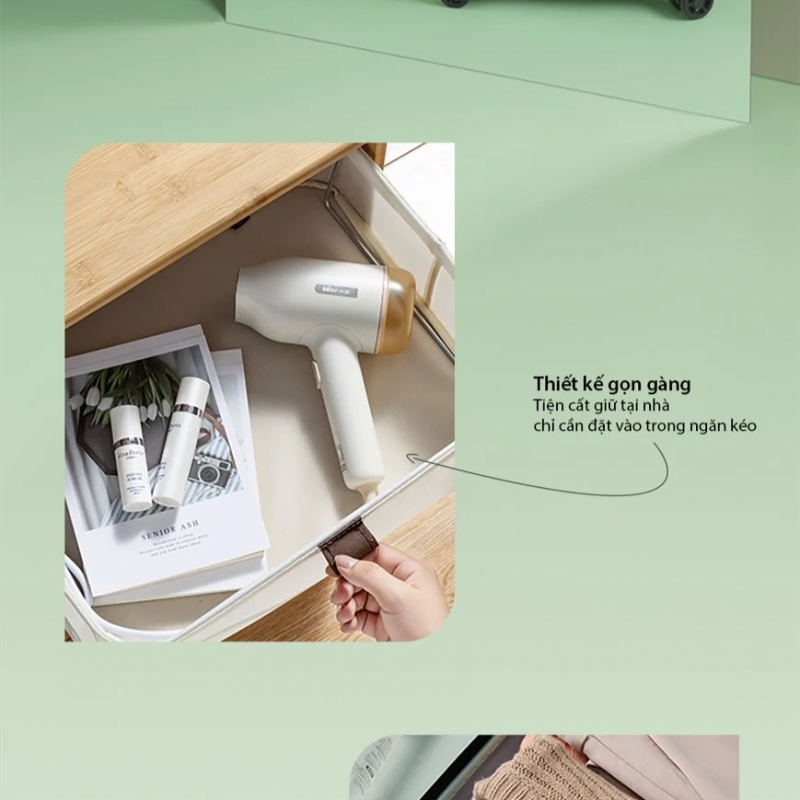 Thiết kế gọn gàng
Tiện cất giữ tại nhà
chỉ cần đặt vào trong ngăn kéo
SENIOR ASH